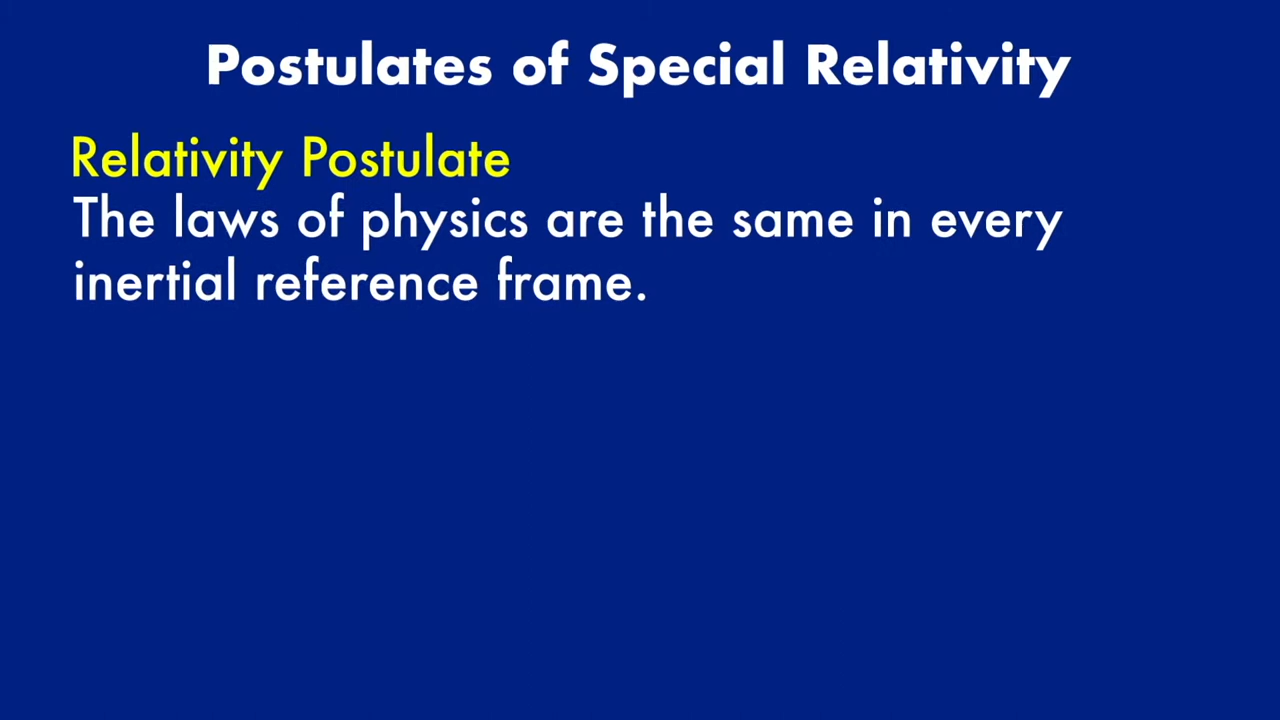 Postulates of Special Relativity
Relativity Postulate
The laws of physics are the same in every
inertial reference frame.